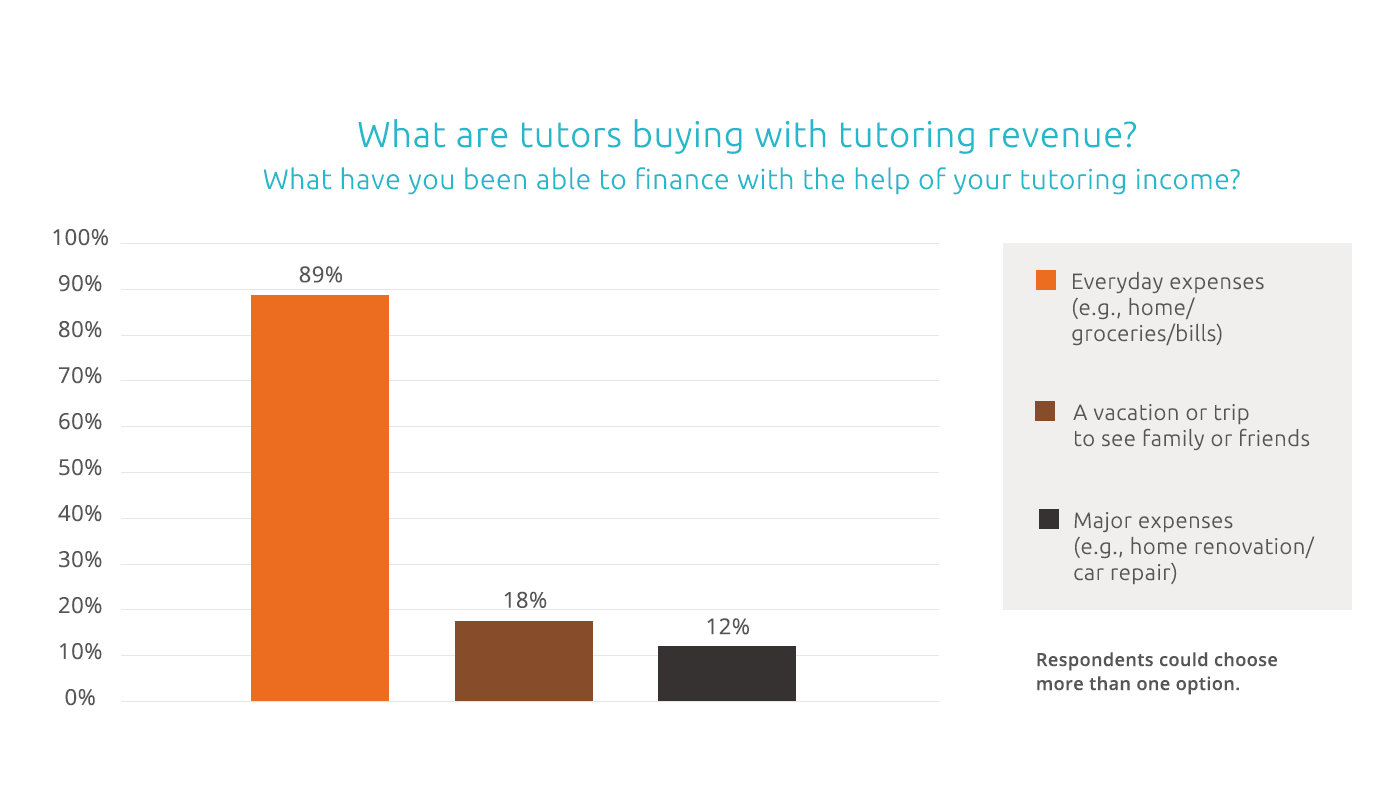 What are tutors buying with tutoring revenue?
What have you been able to finance with the help of your tutoring income?
100%
90%
80%
70%
60%
50%
40%
30%
20%
10%
0%
89%
18%
12%
Everyday expenses
(e.g., home/
groceries/bills)
A vacation or trip
to see family or friends
Major expenses
(e.g., home renovation/
car repair)
Respondents could choose
more than one option.